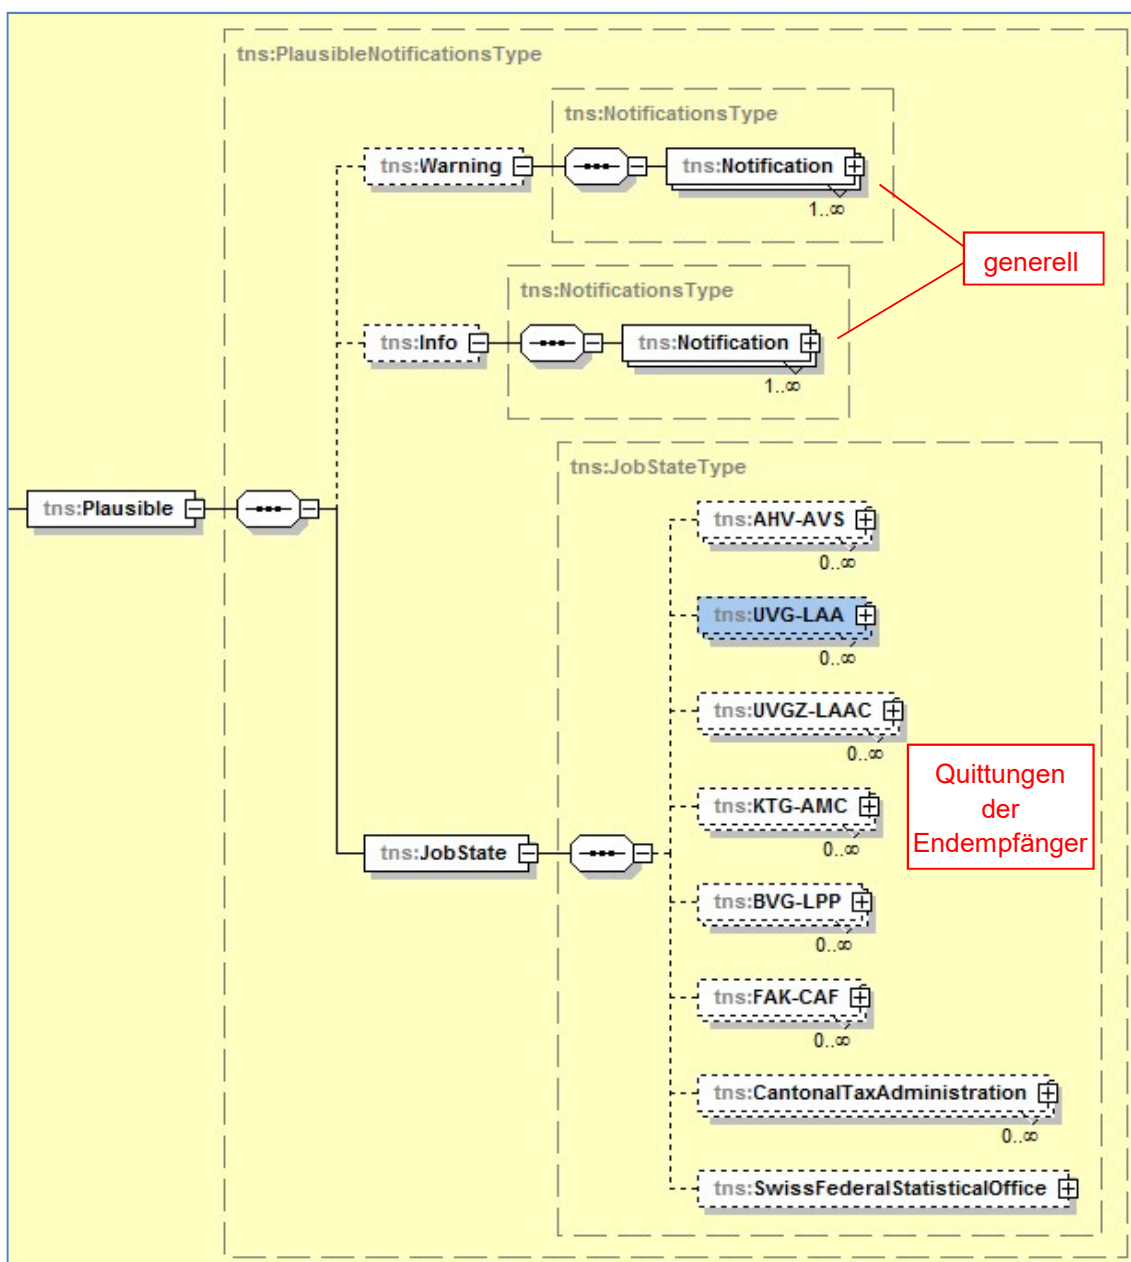 tns:PlausibleNotificationsType
tns:NotificationsType
tns:Warning
tns:Notification
1..∞
generell
tns:NotificationsType
tns:Info
tns:Notification
1..∞
tns:JobStateType
tns:Plausible
tns:AHV-AVS
0..∞
tns:UVG-LAA
0..∞
tns:UVGZ-LAAC
0..∞
Quittungen
der
Endempfänger
tns:KTG-AMC
0..∞
tns:JobState
tns:BVG-LPP
0..∞
tns:FAK-CAF
0..∞
tns:CantonalTaxAdministration
0..∞
tns:SwissFederalStatisticalOffice